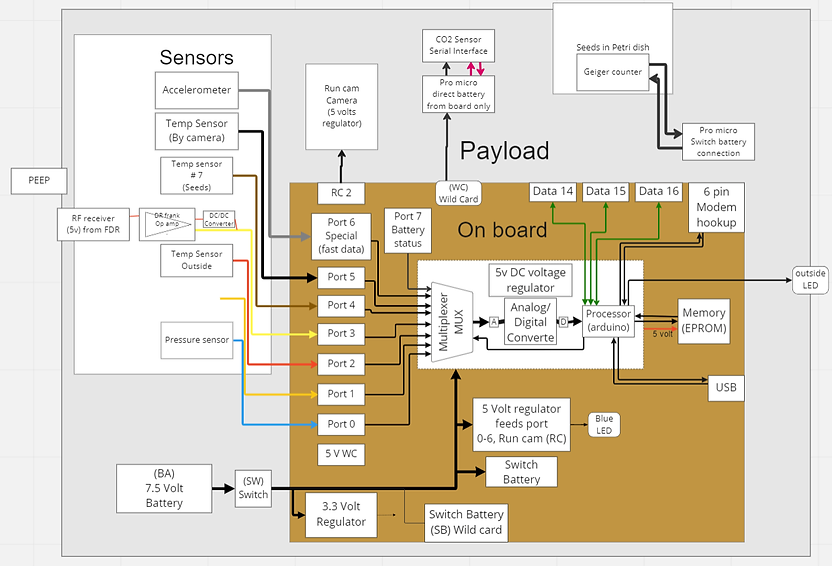 Sensors
Accelerometer
Temp Sensor
(By camera)
Temp sensor
# 7
(Seeds)
PEEP
RF receiver
(5v) from FDR
DR.frank
Op amp
DC/DC
Converter
Temp Sensor
Outside
Pressure sensor
Run cam
Camera
(5 volts
regulator)
CO2 Sensor
Serial Interface
Pro micro
direct battery
from board only
Seeds in Petri dish
Geiger counter
Pro micro
Switch battery
connection
Payload
RC 2
(WC)
Wild Card
Data 14
Data 15
Data 16
6 pin
Modem
hookup
On board
Port 6
Special
(fast data)
Port 7
Battery
status
Port 5
Port 4
Port 3
Port 2
Port 1
Port 0
5 V WC
Multiplexer
MUX
5v DC voltage
regulator
A
Analog/
Digital
Converte
D
Processor
(arduino)
outside
LED
Memory
(EPROM)
5 volt
USB
5 Volt regulator
feeds port
0-6, Run cam (RC)
Blue
LED
Switch
Battery
(BA)
7.5 Volt
Battery
(SW)
Switch
3.3 Volt
Regulator
Switch Battery
(SB) Wild card